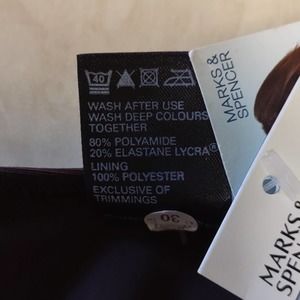 40
WASH AFTER USE
WASH DEEP COLOURS
TOGETHER
80% POLYAMIDE
20% ELASTANE LYCRA®
LINING
100% POLYESTER
EXCLUSIVE OF
TRIMMINGS
30
MARKS &
SPENCER
MARKS &
SPENCER